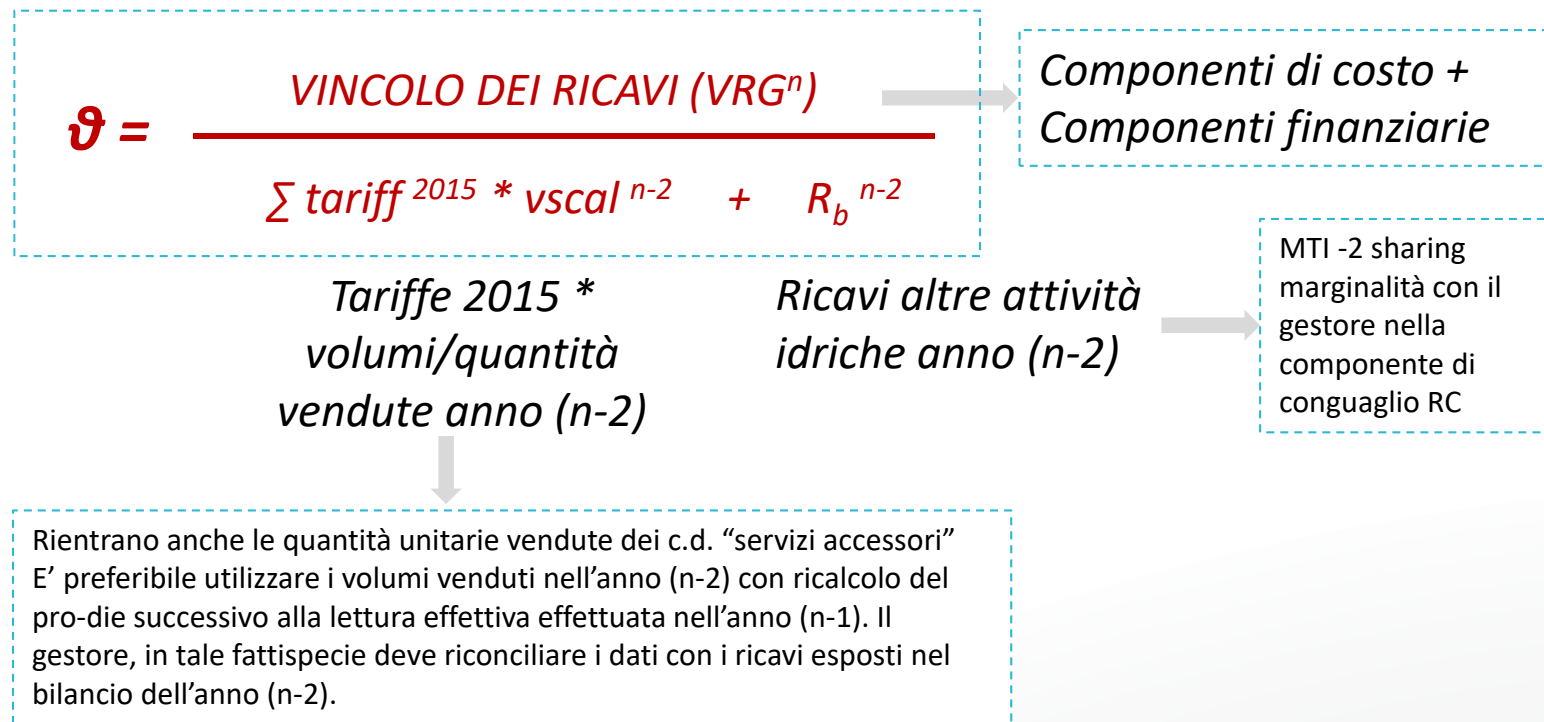 VINCOLO DEI RICAVI (VRGⁿ)
ϑ =
∑ tariff ²⁰¹⁵ * vscal ⁿ⁻² + R_b ⁿ⁻²
Componenti di costo +
Componenti finanziarie
Tariffe 2015 *
volumi/quantità
vendute anno (n-2)
Ricavi altre attività
idriche anno (n-2)
MTI -2 sharing
marginalità con il
gestore nella
componente di
conguaglio RC
Rientrano anche le quantità unitarie vendute dei c.d. “servizi accessori”
E’ preferibile utilizzare i volumi venduti nell’anno (n-2) con ricalcolo del
pro-die successivo alla lettura effettiva effettuata nell’anno (n-1). Il
gestore, in tale fattispecie deve riconciliare i dati con i ricavi esposti nel
bilancio dell’anno (n-2).